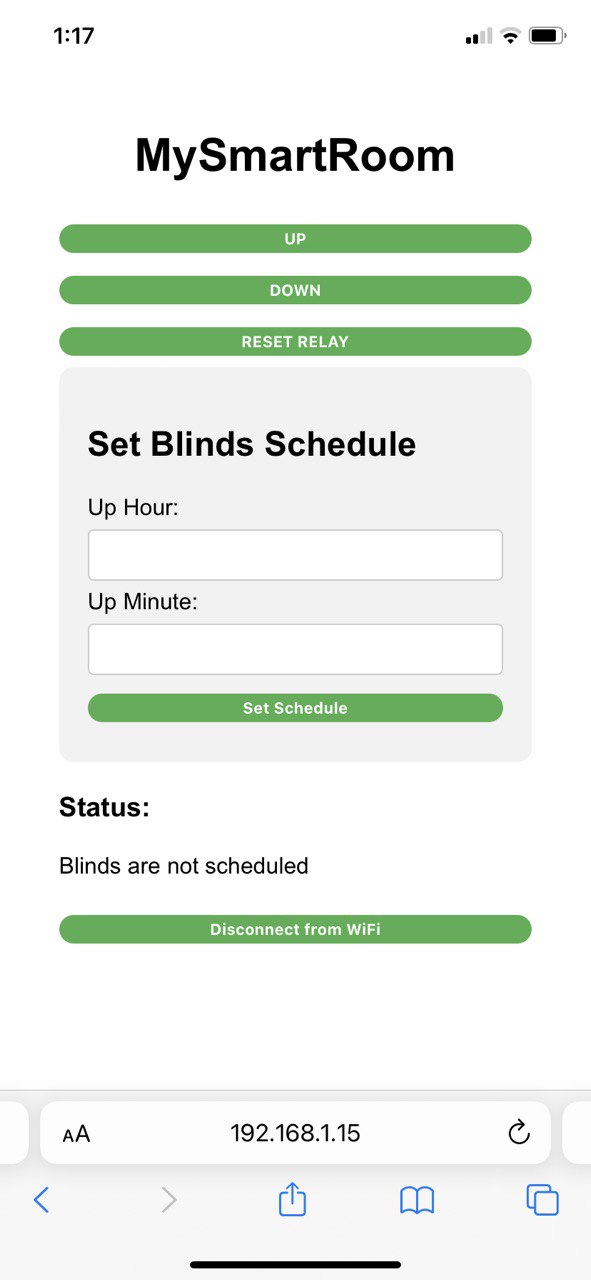 1:17
MySmartRoom
UP
DOWN
RESET RELAY
Set Blinds Schedule
Up Hour:
Up Minute:
Set Schedule
Status:
Blinds are not scheduled
Disconnect from WiFi
AA 192.168.1.15